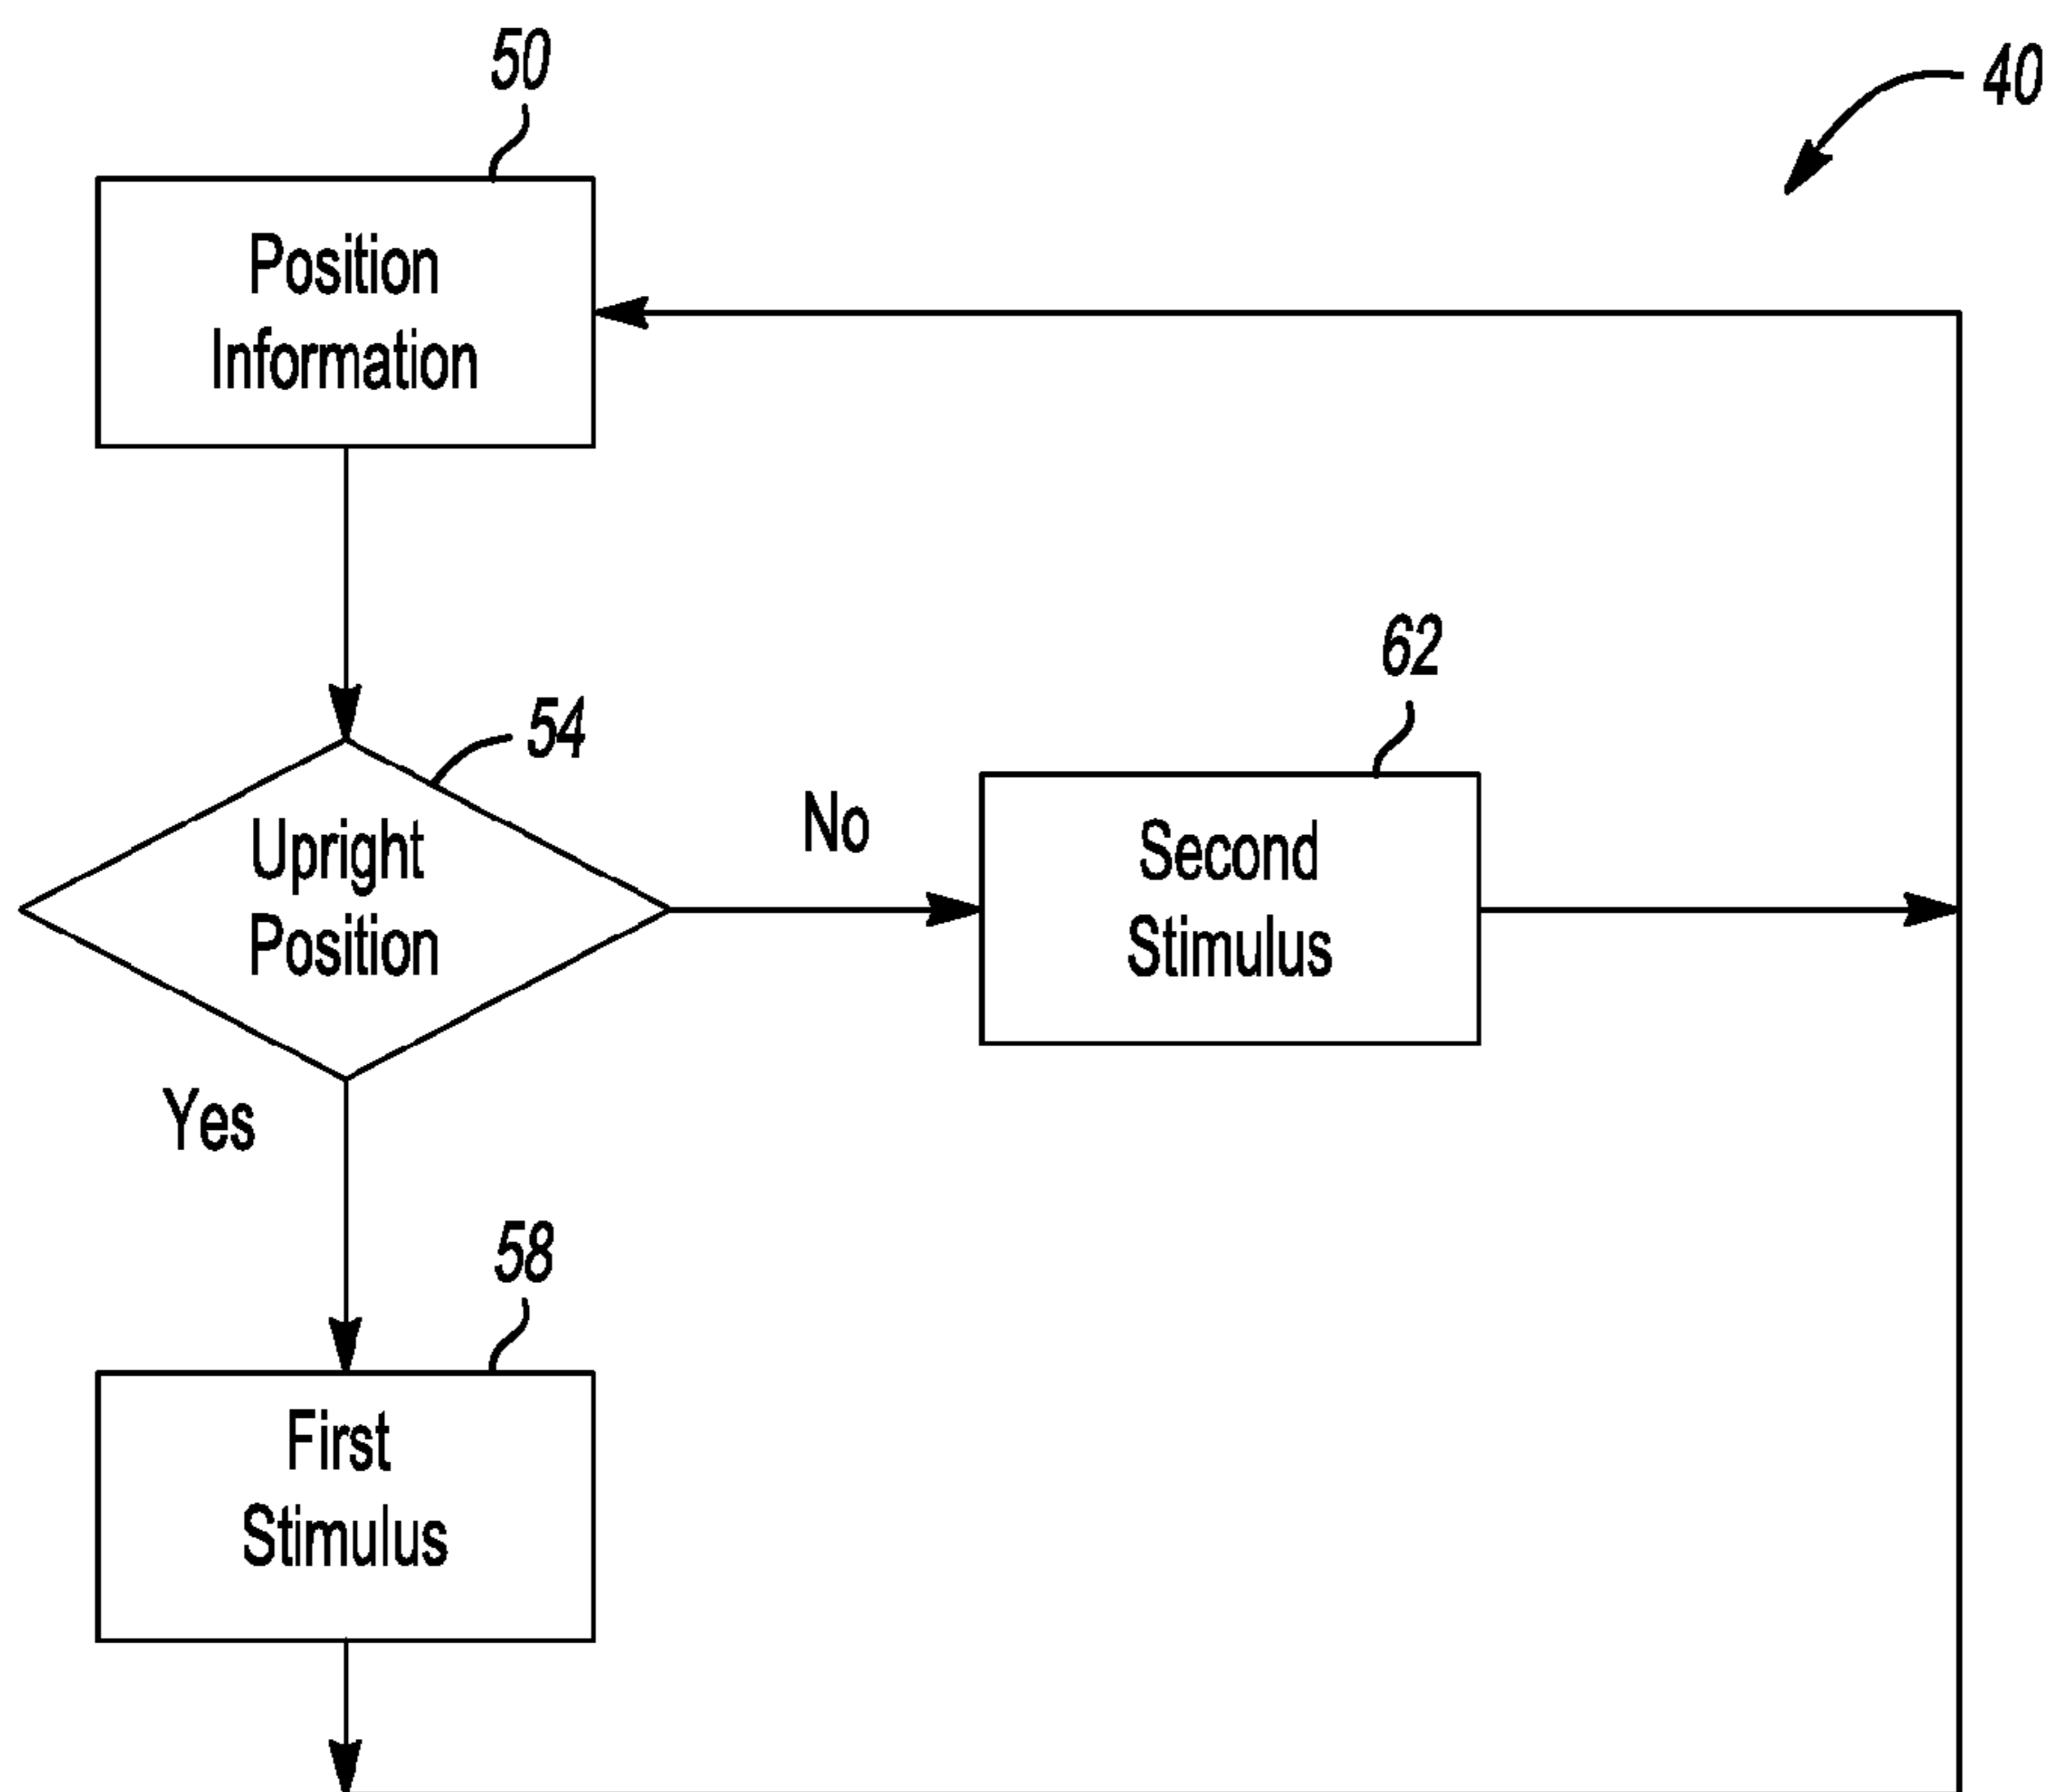 50
40
Position
Information
62
54
Upright
Position
No
Second
Stimulus
Yes
58
First
Stimulus